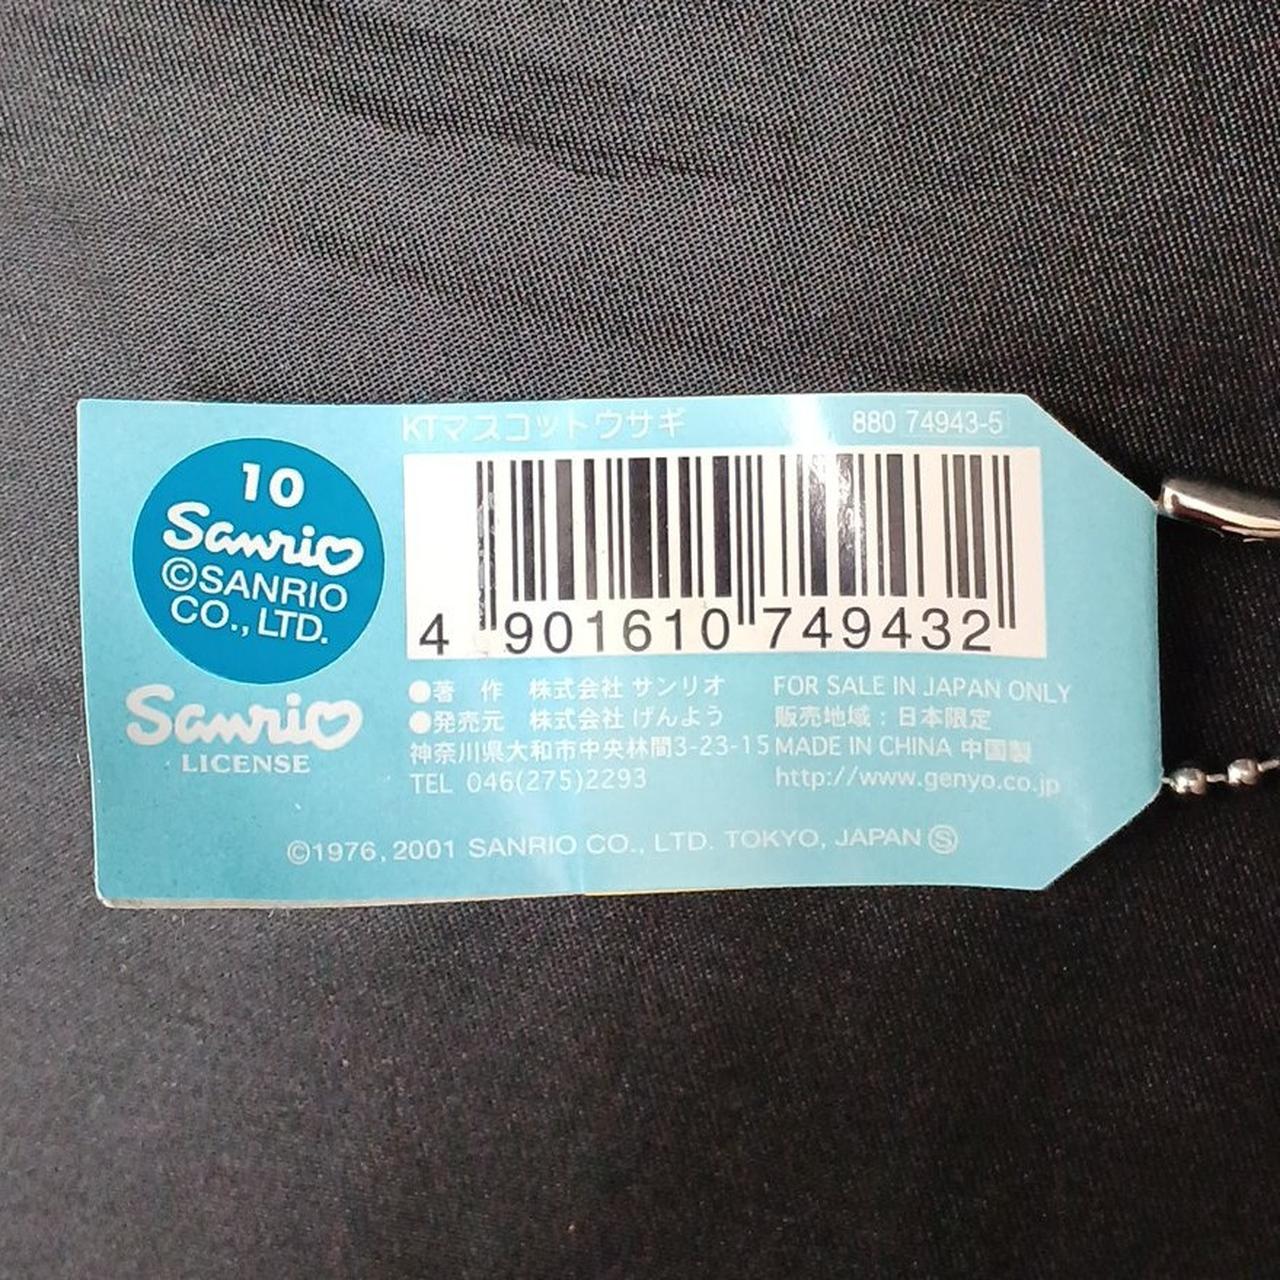 KTマスコットウサギ 880 74943-5
10
Sanrio
©SANRIO
CO., LTD.
4 901610 749432
Sanrio
LICENSE
●著 作 株式会社 サンリオ
●発売元 株式会社 げんよう
神奈川県大和市中央林間3-23-15
TEL 046(275)2293
FOR SALE IN JAPAN ONLY
販売地域：日本限定
MADE IN CHINA 中国製
http://www.genyo.co.jp
©1976, 2001 SANRIO CO., LTD. TOKYO, JAPAN Ⓢ